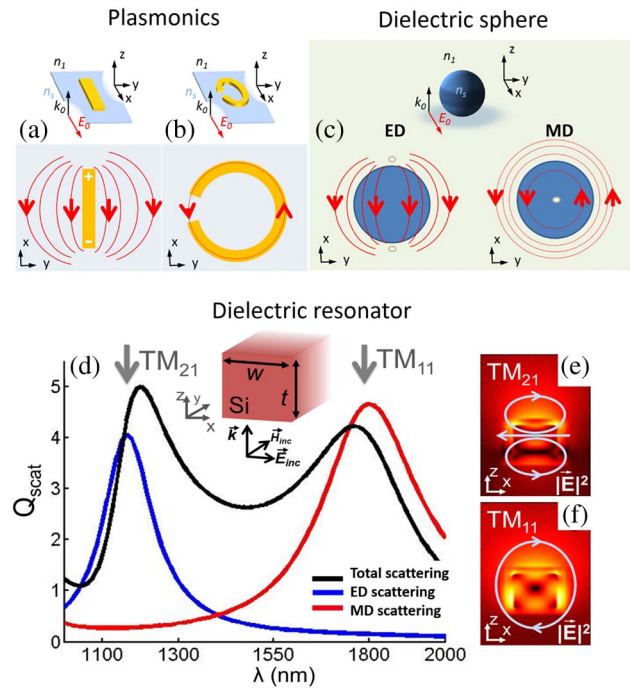 Plasmonics
Dielectric sphere
n1
ns
k0
E0
z
y
x
n1
ns
k0
E0
z
y
x
n1
ns
k0
E0
z
y
x
(a)
(b)
(c)
ED
MD
+
-
x
y
x
y
x
y
x
y
Dielectric resonator
(d)
TM21
TM11
w
t
Si
z
y
x
k
Hinc
Einc
Qscat
5
4
3
2
1
0
Total scattering
ED scattering
MD scattering
1100
1300
1550
1800
2000
λ (nm)
TM21
(e)
z
x
|E|²
TM11
(f)
z
x
|E|²